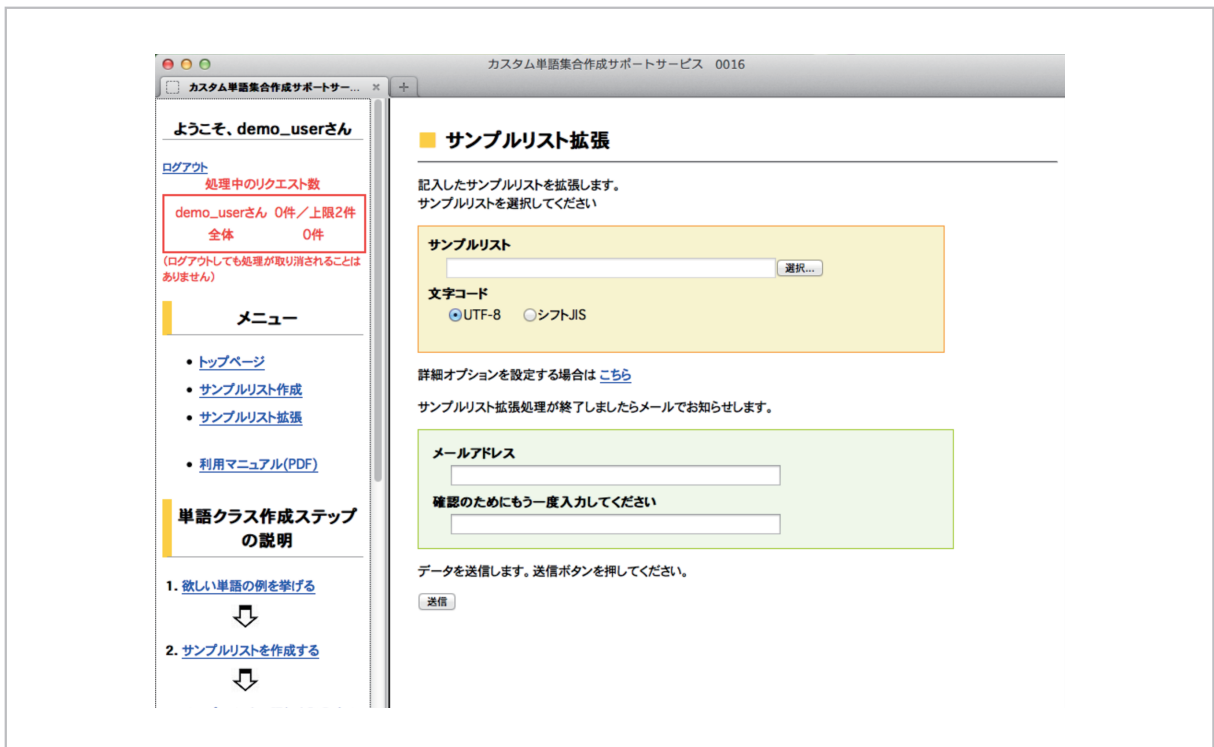 カスタム単語集合作成サポートサービス 0016
カスタム単語集合作成サポートサー...
ようこそ、demo_userさん
ログアウト
処理中のリクエスト数
demo_userさん 0件／上限2件
全体 0件
(ログアウトしても処理が取り消されることは
ありません)
メニュー
• トップページ
• サンプルリスト作成
• サンプルリスト拡張
• 利用マニュアル(PDF)
単語クラス作成ステップ
の説明
1. 欲しい単語の例を挙げる
2. サンプルリストを作成する
サンプルリスト拡張
記入したサンプルリストを拡張します。
サンプルリストを選択してください
サンプルリスト
選択...
文字コード
UTF-8 シフトJIS
詳細オプションを設定する場合は こちら
サンプルリスト拡張処理が終了しましたらメールでお知らせします。
メールアドレス
確認のためにもう一度入力してください
データを送信します。送信ボタンを押してください。
送信